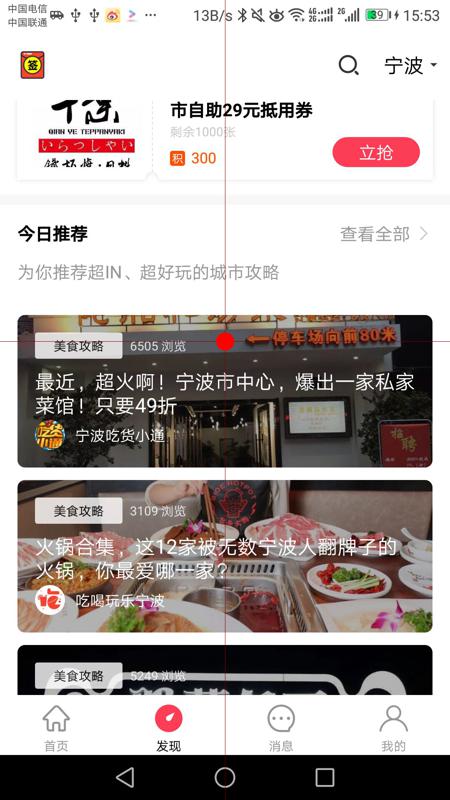 中国电信
中国联通
13B/s
4G
2G
2G
39
15:53
签
宁波
QIAN YE TEPPANYAKI
いらっしゃい
市自助29元抵用券
剩余1000张
积 300
立抢
今日推荐
查看全部
为你推荐超IN、超好玩的城市攻略
停车场向前80米
美食攻略 6505 浏览
最近，超火啊！宁波市中心，爆出一家私家
菜馆！只要49折
招聘
宁波吃货小通
美食攻略 3109 浏览
火锅合集，这12家被无数宁波人翻牌子的
火锅，你最爱哪一家？
吃喝玩乐宁波
美食攻略 5249 浏览
首页 发现 消息 我的